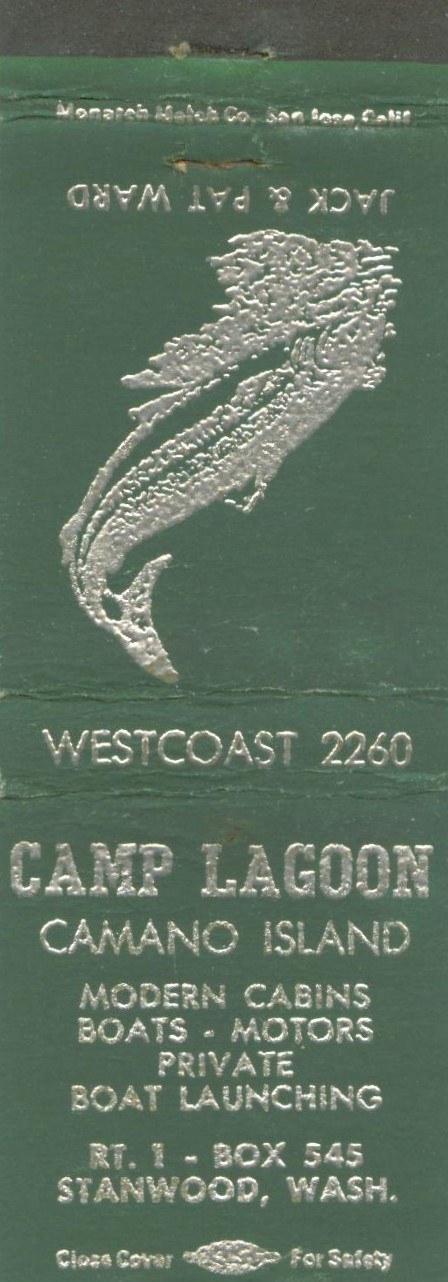 Monarch Match Co. San Jose, Calif
JACK & PAT WARD
WESTCOAST 2260
CAMP LAGOON
CAMANO ISLAND
MODERN CABINS
BOATS - MOTORS
PRIVATE
BOAT LAUNCHING
RT. 1 - BOX 545
STANWOOD, WASH.
Close Cover For Safety